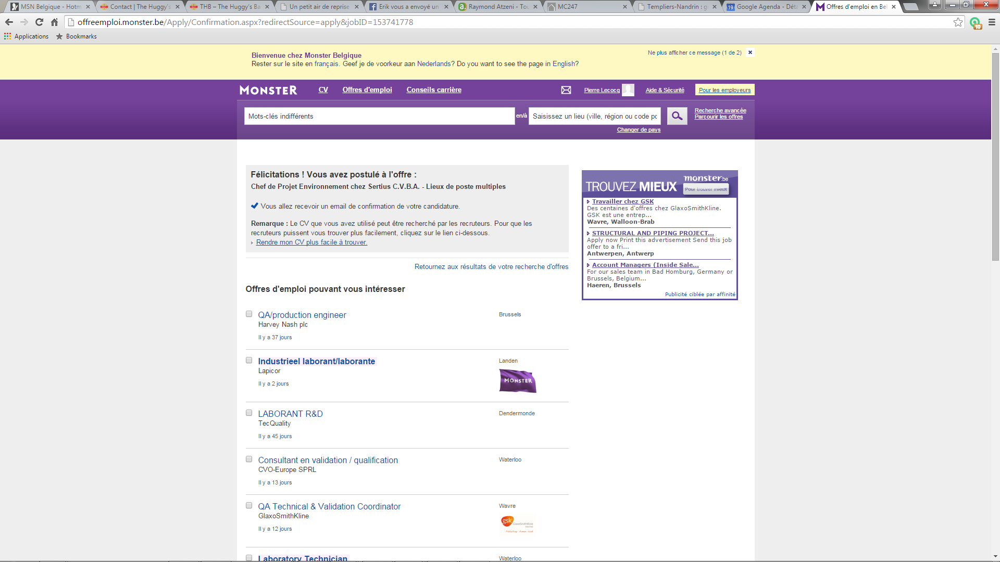 MSN Belgique - Hotm
Contact | The Huggy's
THB – The Huggy's Ba
Un petit air de reprise
Erik vous a envoyé un
Raymond Atzeni - Tou
MC247
Templiers-Nandrin : g
Google Agenda - Déta
Offres d'emploi en Bel
offreemploi.monster.be/Apply/Confirmation.aspx?redirectSource=apply&jobID=153741778
10
Applications
Bookmarks
Bienvenue chez Monster Belgique
Ne plus afficher ce message (1 de 2)
Rester sur le site en français. Geef je de voorkeur aan Nederlands? Do you want to see the page in English?
MONSTER
CV
Offres d'emploi
Conseils carrière
Pierre Lecocq
Aide & Sécurité
Pour les employeurs
Mots-clés indifférents
en/à
Saisissez un lieu (ville, région ou code po
Recherche avancée
Parcourir les offres
Changer de pays
Félicitations ! Vous avez postulé à l'offre :
Chef de Projet Environnement chez Sertius C.V.B.A. - Lieux de poste multiples
Vous allez recevoir un email de confirmation de votre candidature.
Remarque : Le CV que vous avez utilisé peut être recherché par les recruteurs. Pour que les
recruteurs puissent vous trouver plus facilement, cliquez sur le lien ci-dessous.
Rendre mon CV plus facile à trouver.
Retournez aux résultats de votre recherche d'offres
TROUVEZ MIEUX
monster.be
Pour trouver mieux
Travailler chez GSK
Des centaines d'offres chez GlaxoSmithKline.
GSK est une entrep...
Wavre, Walloon-Brab
STRUCTURAL AND PIPING PROJECT...
Apply now Print this advertisement Send this job
offer to a fri...
Antwerpen, Antwerp
Account Managers (Inside Sale...
For our sales team in Bad Homburg, Germany or
Brussels, Belgium...
Haeren, Brussels
Publicité ciblée par affinité
Offres d'emploi pouvant vous intéresser
QA/production engineer
Brussels
Harvey Nash plc
Il y a 37 jours
Industrieel laborant/laborante
Landen
Lapicor
MONSTER
Il y a 2 jours
LABORANT R&D
Dendermonde
TecQuality
Il y a 45 jours
Consultant en validation / qualification
Waterloo
CVO-Europe SPRL
Il y a 13 jours
QA Technical & Validation Coordinator
Wavre
GlaxoSmithKline
gsk GlaxoSmithKline
Il y a 12 jours
Laboratory Technician
Waterloo